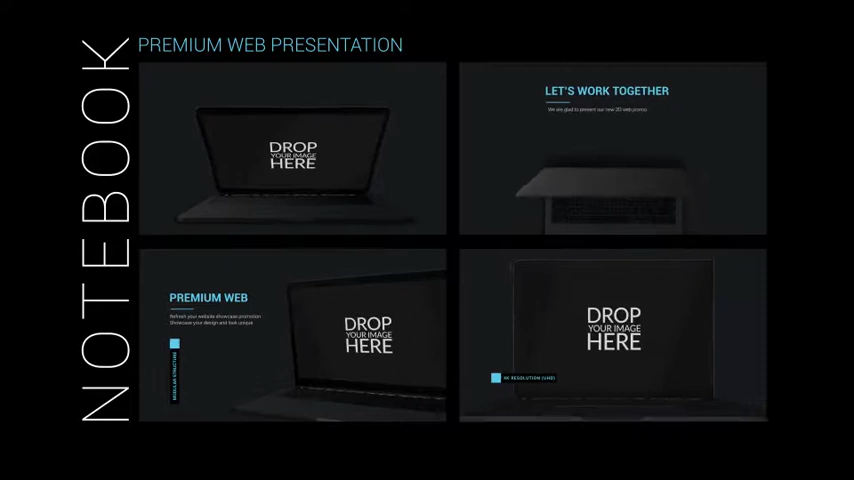 NOTEBOOK
PREMIUM WEB PRESENTATION
DROP
YOUR IMAGE
HERE
LET'S WORK TOGETHER
We are glad to present our new 3D web promo
PREMIUM WEB
Refresh your website showcase promotion
Showcase your design and look unique
MODULAR STRUCTURE
DROP
YOUR IMAGE
HERE
DROP
YOUR IMAGE
HERE
4K RESOLUTION (UHD)